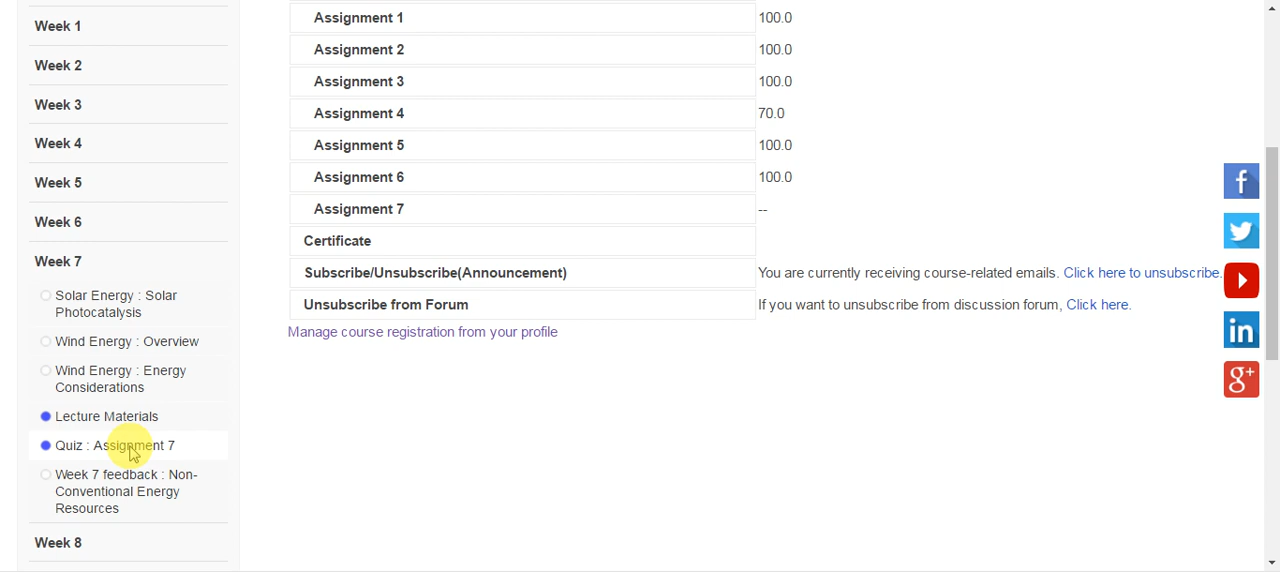 Week 1
Week 2
Week 3
Week 4
Week 5
Week 6
Week 7
Solar Energy : Solar
Photocatalysis
Wind Energy : Overview
Wind Energy : Energy
Considerations
Lecture Materials
Quiz : Assignment 7
Week 7 feedback : Non-
Conventional Energy
Resources
Week 8
Assignment 1 100.0
Assignment 2 100.0
Assignment 3 100.0
Assignment 4 70.0
Assignment 5 100.0
Assignment 6 100.0
Assignment 7 --
Certificate
Subscribe/Unsubscribe(Announcement) You are currently receiving course-related emails. Click here to unsubscribe.
Unsubscribe from Forum If you want to unsubscribe from discussion forum, Click here.
Manage course registration from your profile
f
in
g+